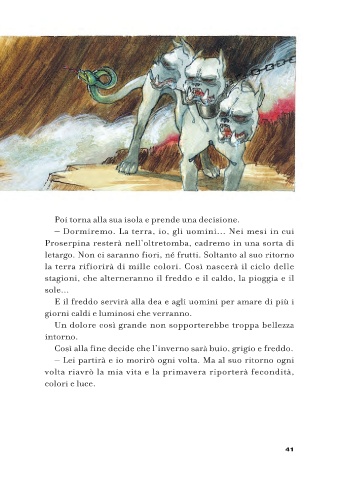 Poi torna alla sua isola e prende una decisione.
— Dormiremo. La terra, io, gli uomini... Nei mesi in cui
Proserpina resterà nell'oltretomba, cadremo in una sorta di
letargo. Non ci saranno fiori, né frutti. Soltanto al suo ritorno
la terra rifiorirà di mille colori. Così nascerà il ciclo delle
stagioni, che alterneranno il freddo e il caldo, la pioggia e il
sole...
E il freddo servirà alla dea e agli uomini per amare di più i
giorni caldi e luminosi che verranno.
Un dolore così grande non sopporterebbe troppa bellezza
intorno.
Così alla fine decide che l'inverno sarà buio, grigio e freddo.
— Lei partirà e io morirò ogni volta. Ma al suo ritorno ogni
volta riavrò la mia vita e la primavera riporterà fecondità,
colori e luce.
41